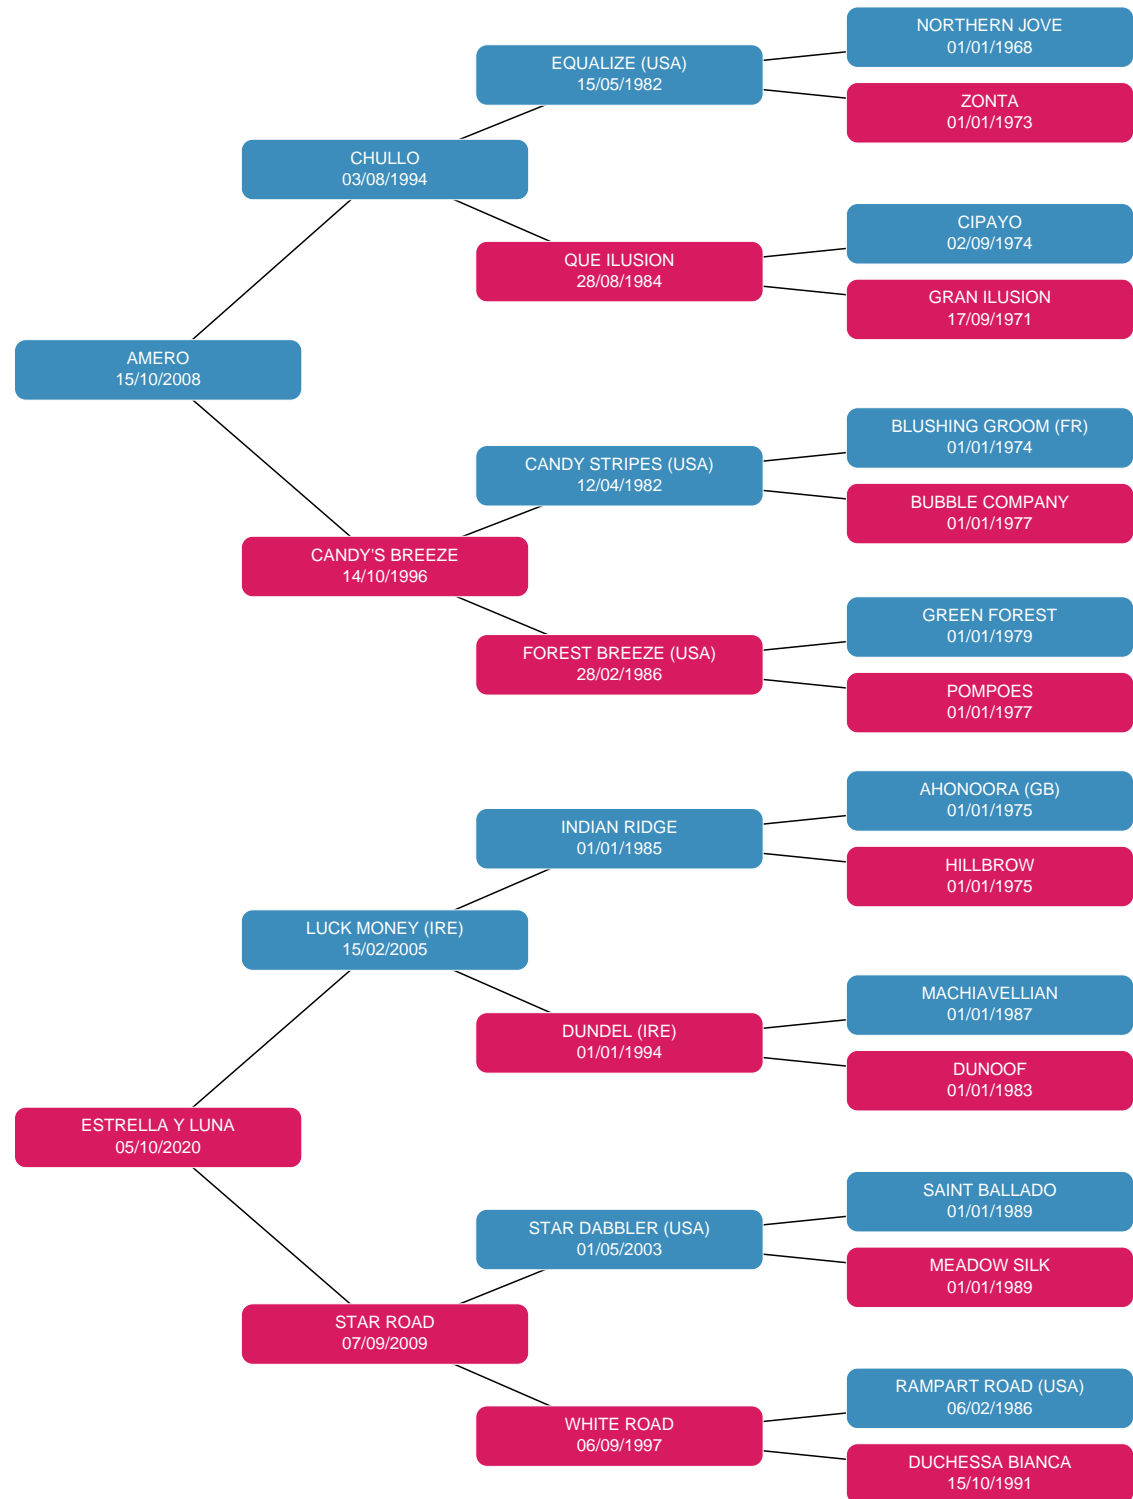 NORTHERN JOVE
01/01/1968
EQUALIZE (USA)
15/05/1982
ZONTA
01/01/1973
CHULLO
03/08/1994
CIPAYO
02/09/1974
QUE ILUSION
28/08/1984
GRAN ILUSION
17/09/1971
AMERO
15/10/2008
BLUSHING GROOM (FR)
01/01/1974
CANDY STRIPES (USA)
12/04/1982
BUBBLE COMPANY
01/01/1977
CANDY'S BREEZE
14/10/1996
GREEN FOREST
01/01/1979
FOREST BREEZE (USA)
28/02/1986
POMPOES
01/01/1977
AHONOORA (GB)
01/01/1975
INDIAN RIDGE
01/01/1985
HILLBROW
01/01/1975
LUCK MONEY (IRE)
15/02/2005
MACHIAVELLIAN
01/01/1987
DUNDEL (IRE)
01/01/1994
DUNOOF
01/01/1983
ESTRELLA Y LUNA
05/10/2020
SAINT BALLADO
01/01/1989
STAR DABBLER (USA)
01/05/2003
MEADOW SILK
01/01/1989
STAR ROAD
07/09/2009
RAMPART ROAD (USA)
06/02/1986
WHITE ROAD
06/09/1997
DUCHESSA BIANCA
15/10/1991